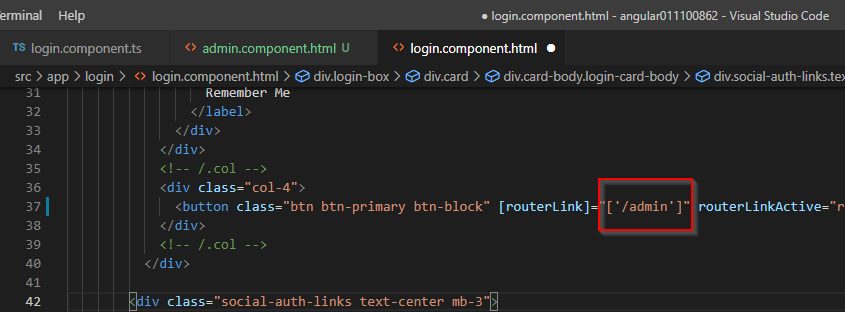 erminal Help ● login.component.html - angular011100862 - Visual Studio Code
TS login.component.ts <> admin.component.html U <> login.component.html ●
src > app > login > <> login.component.html > div.login-box > div.card > div.card-body.login-card-body > div.social-auth-links.te
31 Remember Me
32 </label>
33 </div>
34 </div>
35 <!-- /.col -->
36 <div class="col-4">
37 <button class="btn btn-primary btn-block" [routerLink]="['/admin']" routerLinkActive="r
38 </div>
39 <!-- /.col -->
40 </div>
41
42 <div class="social-auth-links text-center mb-3">